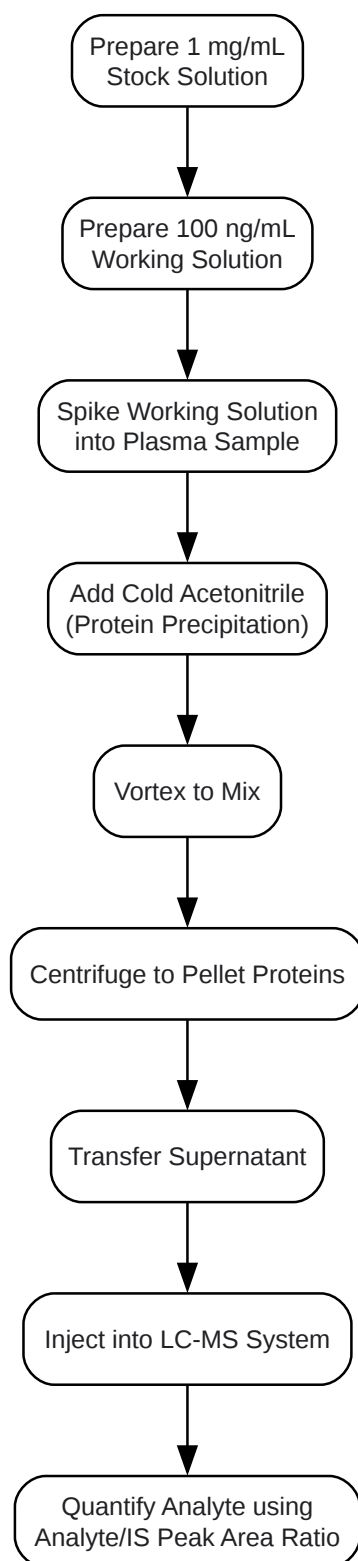 Prepare 1 mg/mL
Stock Solution
Prepare 100 ng/mL
Working Solution
Spike Working Solution
into Plasma Sample
Add Cold Acetonitrile
(Protein Precipitation)
Vortex to Mix
Centrifuge to Pellet Proteins
Transfer Supernatant
Inject into LC-MS System
Quantify Analyte using
Analyte/IS Peak Area Ratio